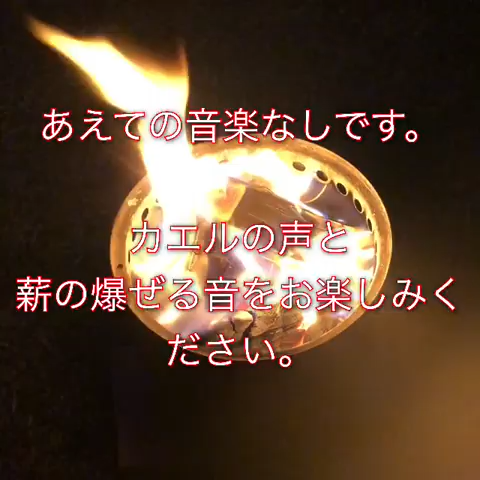 あえての音楽なしです。
カエルの声と
薪の爆ぜる音をお楽しみく
ださい。